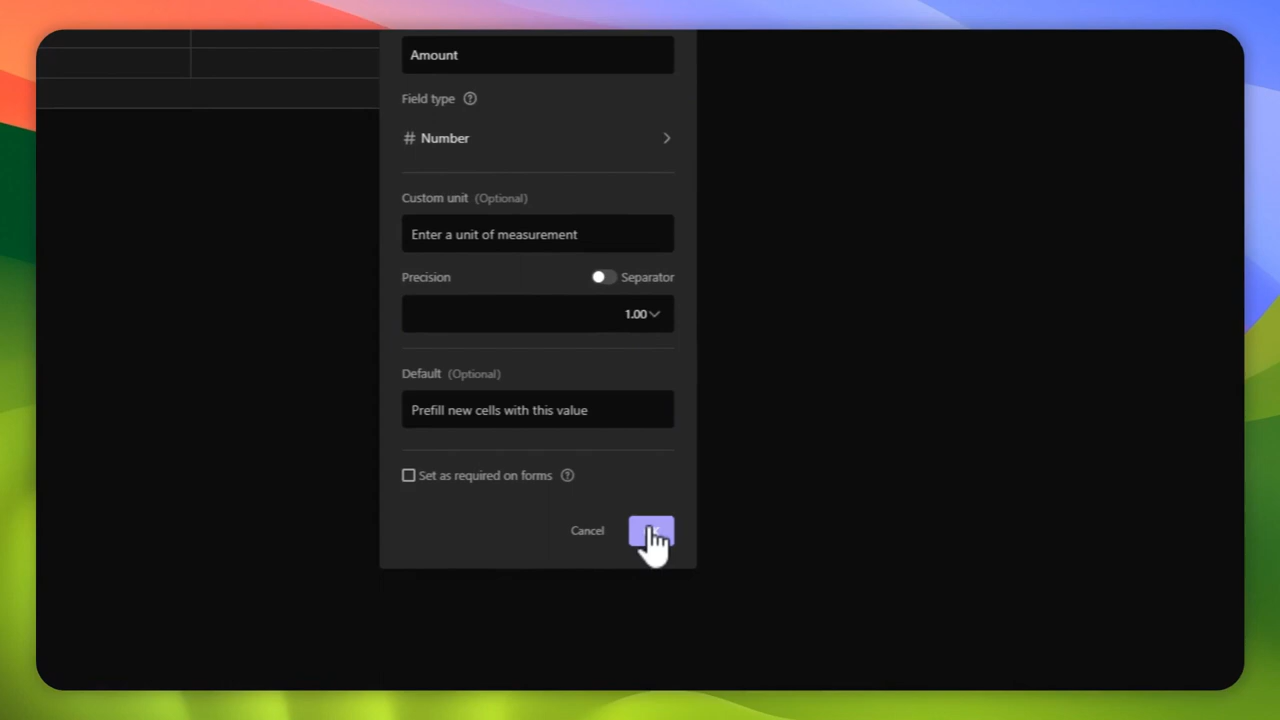 Amount
Field type
# Number
Custom unit (Optional)
Enter a unit of measurement
Precision Separator
1.00
Default (Optional)
Prefill new cells with this value
Set as required on forms
Cancel